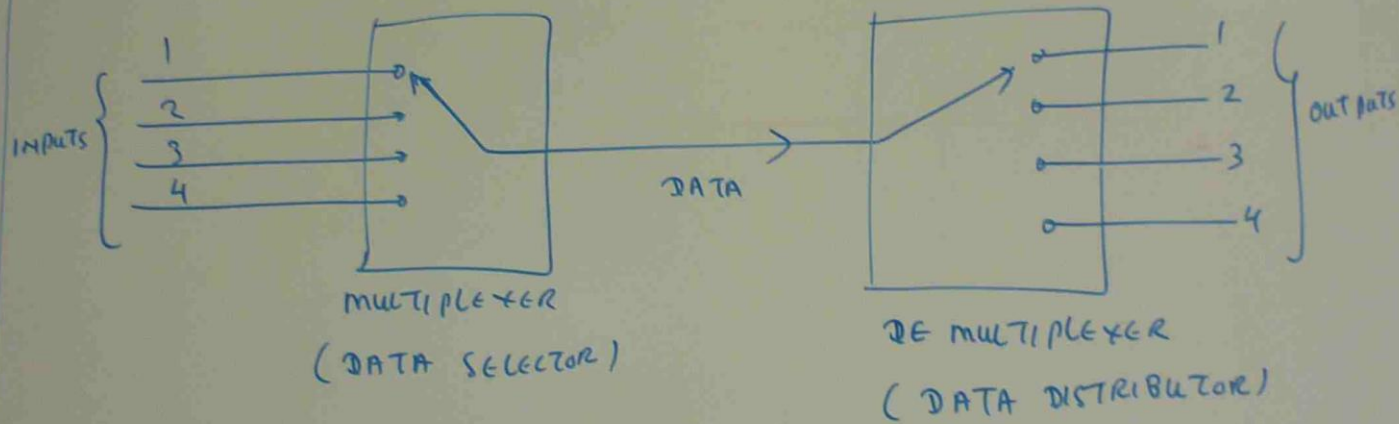 INPUTS
1
2
3
4
MULTIPLEXER
(DATA SELECTOR)
DATA
DE MULTIPLEXER
(DATA DISTRIBUTOR)
1
2
3
4
OUTPUTS